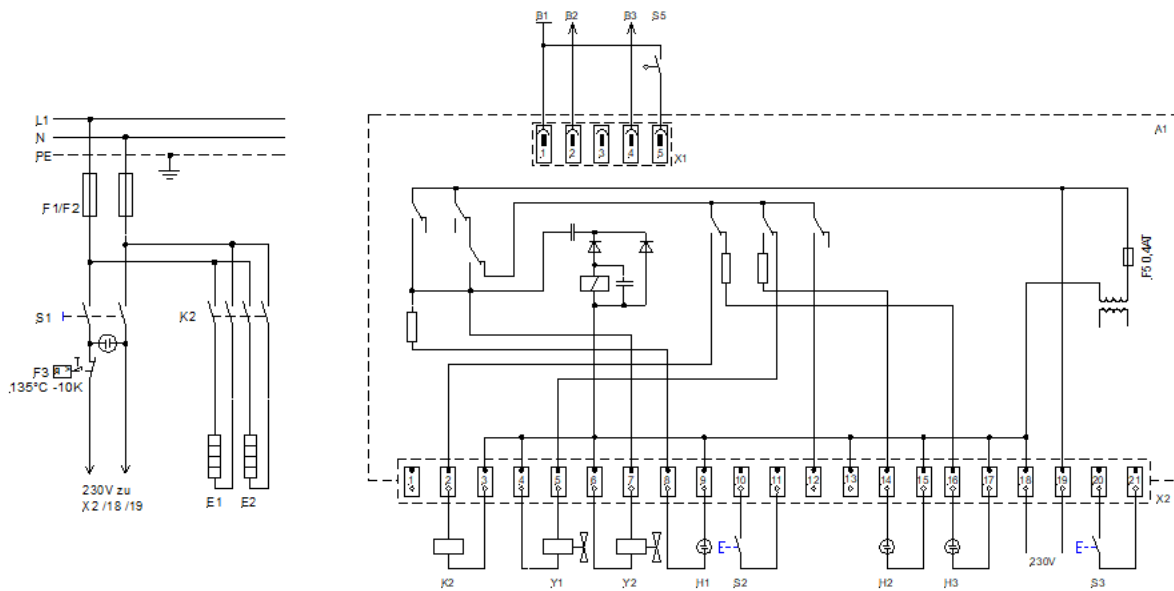 B1 B2 B3 S5
L1
N
PE
A1
1 2 3 4 5
X1
F1/F2
F5 0,4AT
S1
K2
F3
135°C -10K
230V zu
X2 /18 /19
E1 E2
1 2 3 4 5 6 7 8 9 10 11 12 13 14 15 16 17 18 19 20 21
X2
230V
K2 Y1 Y2 H1 S2 H2 H3 S3